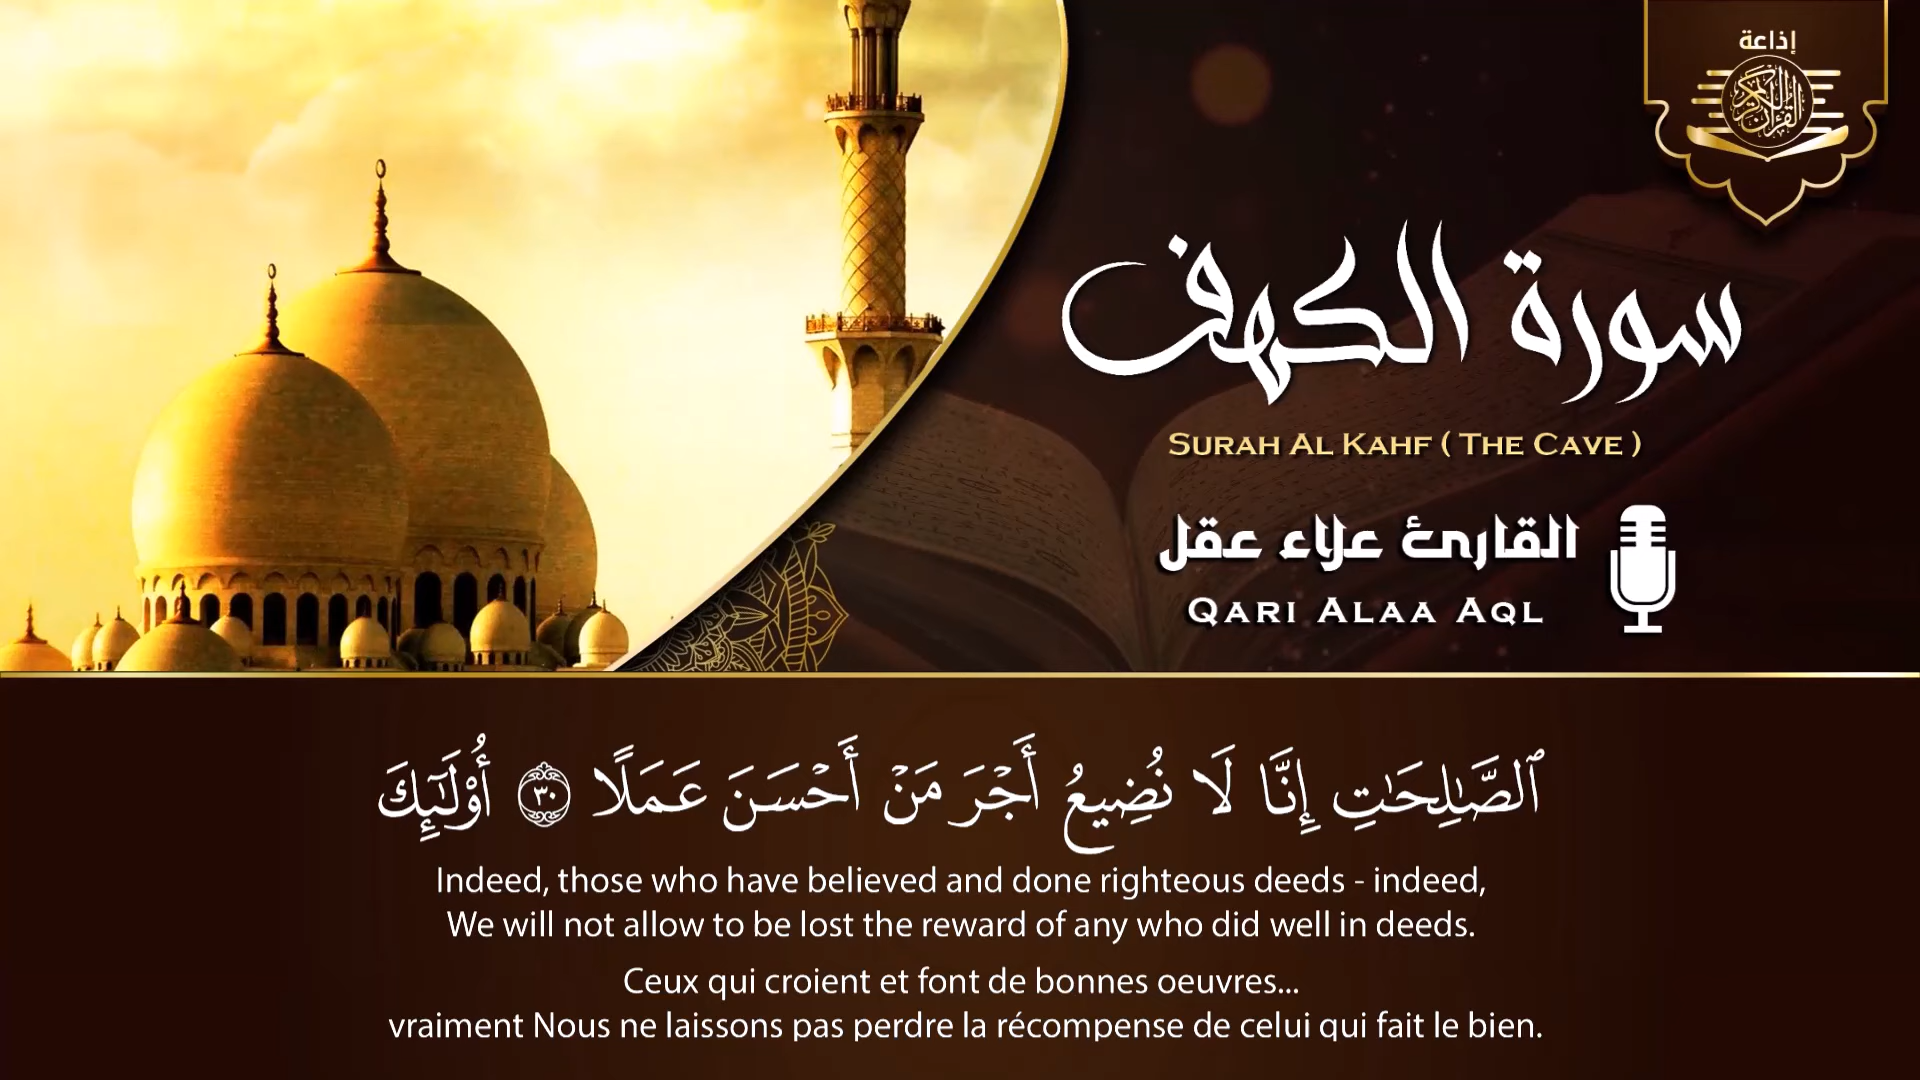 إذاعة
القرآن الكريم
سورة الكهف
SURAH AL KAHF ( THE CAVE )
القارئ علاء عقل
QARI ALAA AQL
ٱلصَّـٰلِحَـٰتِ إِنَّا لَا نُضِيعُ أَجْرَ مَنْ أَحْسَنَ عَمَلًا ٣٠ أُو۟لَـٰٓئِكَ
Indeed, those who have believed and done righteous deeds - indeed,
We will not allow to be lost the reward of any who did well in deeds.
Ceux qui croient et font de bonnes oeuvres...
vraiment Nous ne laissons pas perdre la récompense de celui qui fait le bien.